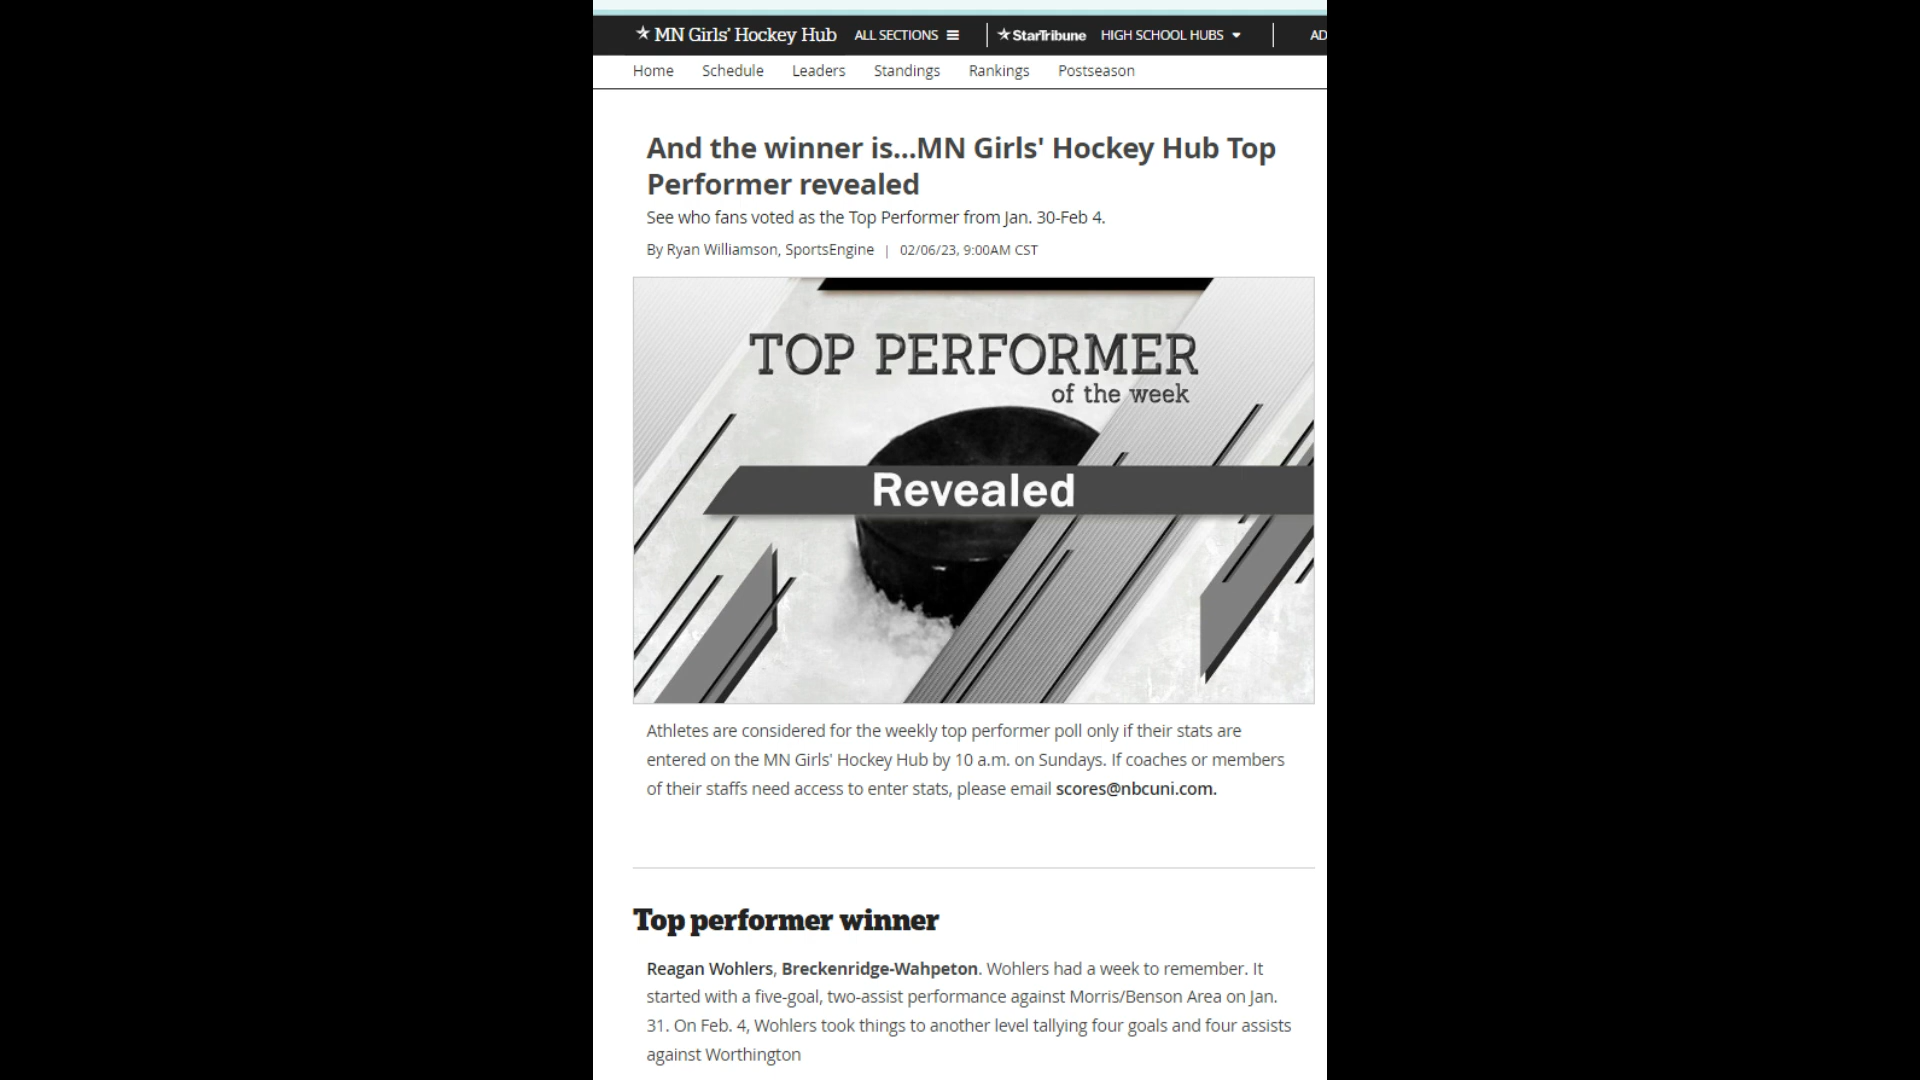 MN Girls' Hockey Hub ALL SECTIONS StarTribune HIGH SCHOOL HUBS AD
Home Schedule Leaders Standings Rankings Postseason
And the winner is...MN Girls' Hockey Hub Top
Performer revealed
See who fans voted as the Top Performer from Jan. 30-Feb 4.
By Ryan Williamson, SportsEngine | 02/06/23, 9:00AM CST
TOP PERFORMER
of the week
Revealed
Athletes are considered for the weekly top performer poll only if their stats are
entered on the MN Girls' Hockey Hub by 10 a.m. on Sundays. If coaches or members
of their staffs need access to enter stats, please email scores@nbcuni.com.
Top performer winner
Reagan Wohlers, Breckenridge-Wahpeton. Wohlers had a week to remember. It
started with a five-goal, two-assist performance against Morris/Benson Area on Jan.
31. On Feb. 4, Wohlers took things to another level tallying four goals and four assists
against Worthington